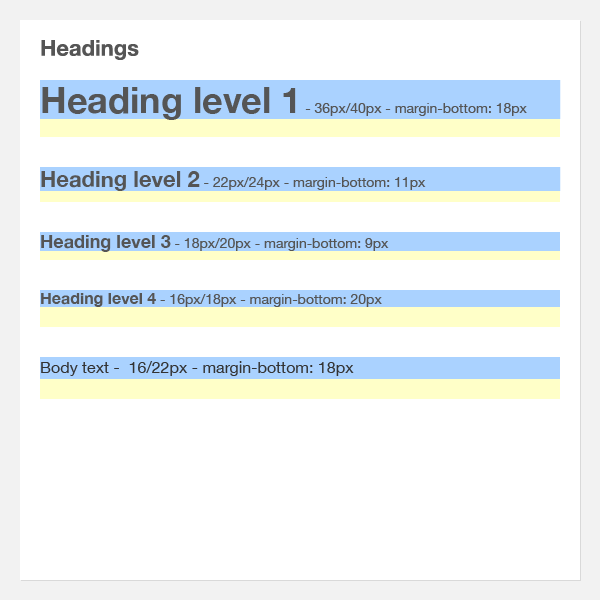 Headings
Heading level 1 - 36px/40px - margin-bottom: 18px
Heading level 2 - 22px/24px - margin-bottom: 11px
Heading level 3 - 18px/20px - margin-bottom: 9px
Heading level 4 - 16px/18px - margin-bottom: 20px
Body text -  16/22px - margin-bottom: 18px